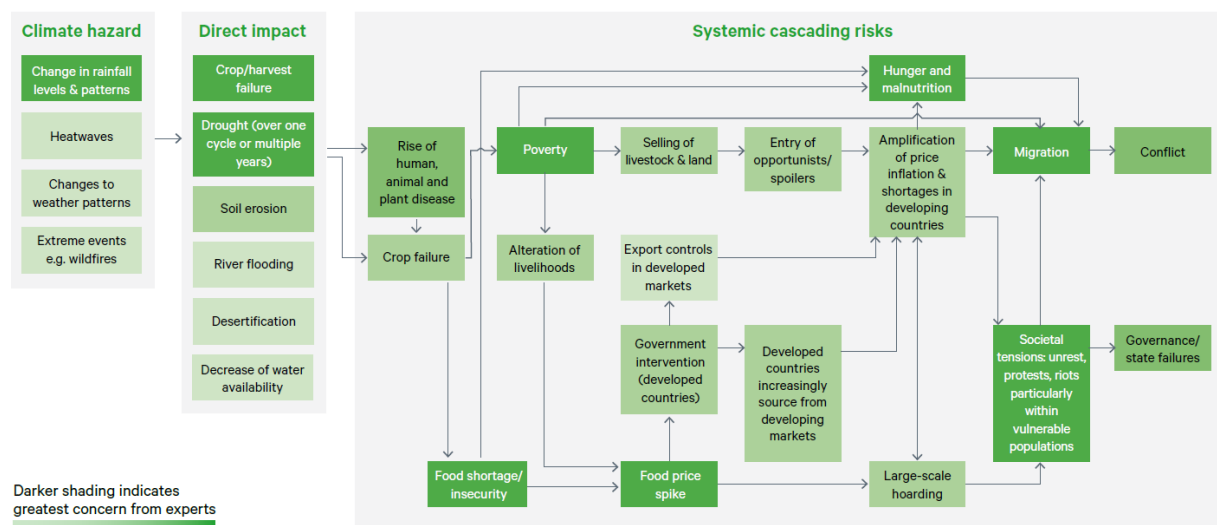 Climate hazard
Change in rainfall
levels & patterns
Heatwaves
Changes to
weather patterns
Extreme events
e.g. wildfires
Direct impact
Crop/harvest
failure
Drought (over one
cycle or multiple
years)
Soil erosion
River flooding
Desertification
Decrease of water
availability
Systemic cascading risks
Rise of
human,
animal and
plant disease
Crop failure
Food shortage/
insecurity
Poverty
Alteration of
livelihoods
Selling of
livestock & land
Export controls
in developed
markets
Government
intervention
(developed
countries)
Food price
spike
Entry of
opportunists/
spoilers
Developed
countries
increasingly
source from
developing
markets
Hunger and
malnutrition
Amplification
of price
inflation &
shortages in
developing
countries
Large-scale
hoarding
Migration
Societal
tensions: unrest,
protests, riots
particularly
within
vulnerable
populations
Conflict
Governance/
state failures
Darker shading indicates
greatest concern from experts